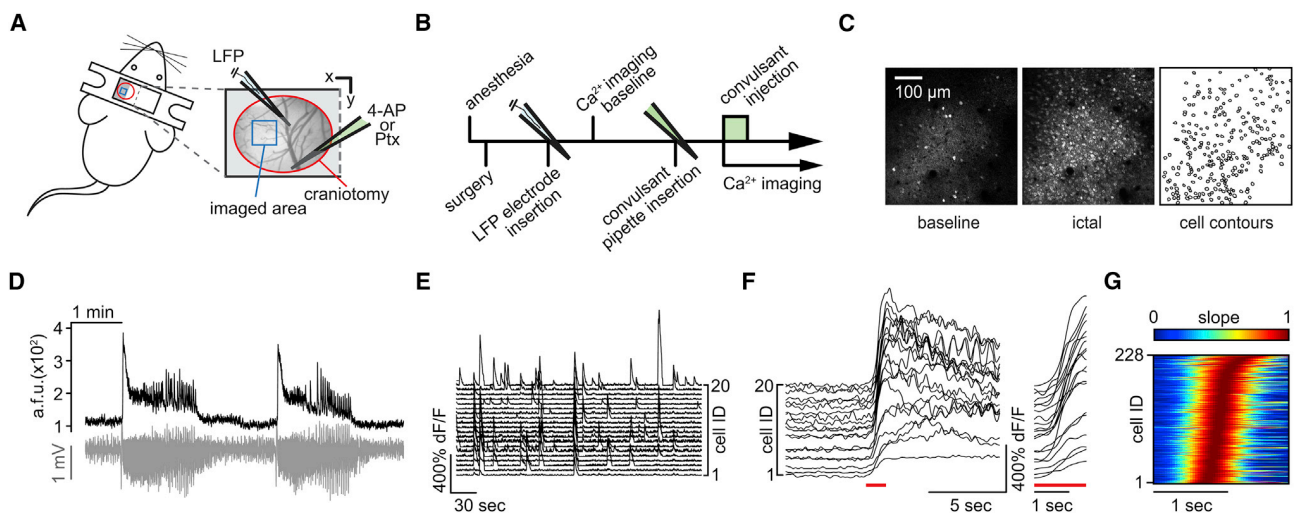 A
LFP
x
y
4-AP
or
Ptx
craniotomy
imaged area
B
anesthesia
Ca2+ imaging
baseline
convulsant
injection
surgery
LFP electrode
insertion
convulsant
pipette insertion
Ca2+ imaging
C
100 µm
baseline
ictal
cell contours
D
1 min
a.f.u.(x10²)
4
3
2
1
1 mV
E
20
cell ID
1
400% dF/F
30 sec
F
20
cell ID
1
5 sec
400% dF/F
1 sec
G
0 slope 1
228
cell ID
1
1 sec